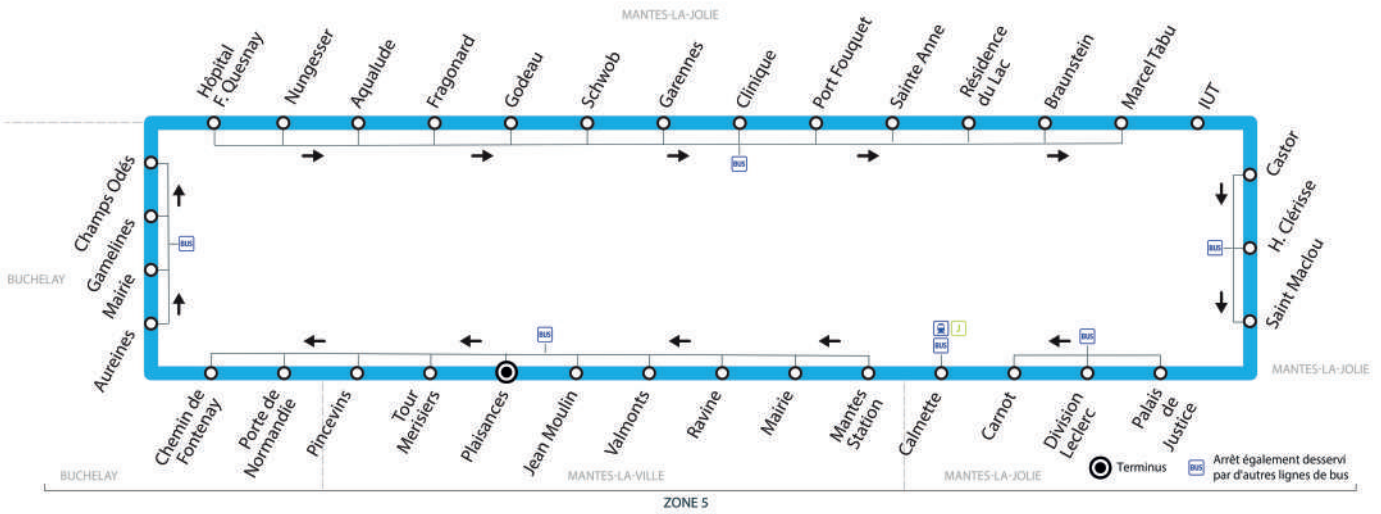 MANTES-LA-JOLIE
Hôpital
F. Quesnay
Nungesser
Aqualude
Fragonard
Godeau
Schwob
Garennes
Clinique
Port Fouquet
Sainte Anne
Résidence
du Lac
Braunstein
Marcel Tabu
IUT
BUS
Castor
H. Clérisse
Saint Maclou
BUS
MANTES-LA-JOLIE
Champs Odés
Gamelines
Mairie
Aureines
BUS
BUCHELAY
BUS
J
BUS
BUS
Chemin de
Fontenay
Porte de
Normandie
Pincevins
Tour
Merisiers
Plaisances
Jean Moulin
Valmonts
Ravine
Mairie
Mantes
Station
Calmette
Carnot
Division
Leclerc
Palais
de
Justice
BUCHELAY
MANTES-LA-VILLE
MANTES-LA-JOLIE
Terminus
BUS
Arrêt également desservi
par d'autres lignes de bus
ZONE 5